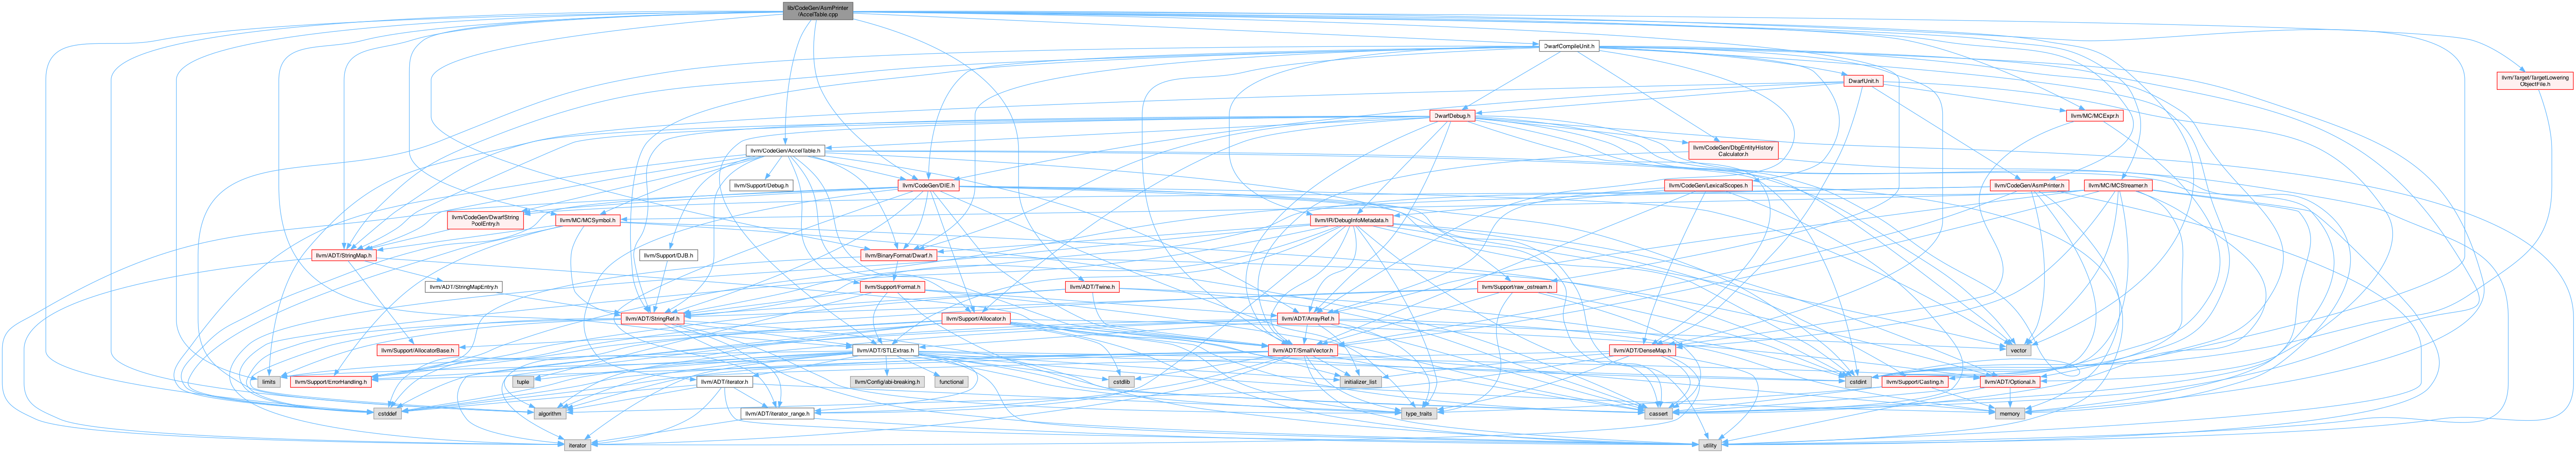 lib/CodeGen/AsmPrinter
/AccelTable.cpp
DwarfCompileUnit.h
DwarfUnit.h
llvm/Target/TargetLowering
ObjectFile.h
DwarfDebug.h
llvm/MC/MCExpr.h
llvm/CodeGen/AccelTable.h
llvm/CodeGen/DbgEntityHistory
Calculator.h
llvm/Support/Debug.h
llvm/CodeGen/DIE.h
llvm/CodeGen/LexicalScopes.h
llvm/CodeGen/AsmPrinter.h
llvm/MC/MCStreamer.h
llvm/CodeGen/DwarfString
PoolEntry.h
llvm/MC/MCSymbol.h
llvm/IR/DebugInfoMetadata.h
llvm/ADT/StringMap.h
llvm/Support/DJB.h
llvm/BinaryFormat/Dwarf.h
llvm/ADT/StringMapEntry.h
llvm/Support/Format.h
llvm/ADT/Twine.h
llvm/Support/raw_ostream.h
llvm/ADT/StringRef.h
llvm/Support/Allocator.h
llvm/ADT/ArrayRef.h
llvm/Support/AllocatorBase.h
llvm/ADT/STLExtras.h
llvm/ADT/SmallVector.h
llvm/ADT/DenseMap.h
vector
limits
llvm/Support/ErrorHandling.h
tuple
llvm/ADT/iterator.h
llvm/Config/abi-breaking.h
functional
cstdlib
initializer_list
cstdint
llvm/Support/Casting.h
llvm/ADT/Optional.h
cstddef
algorithm
llvm/ADT/iterator_range.h
type_traits
cassert
memory
iterator
utility